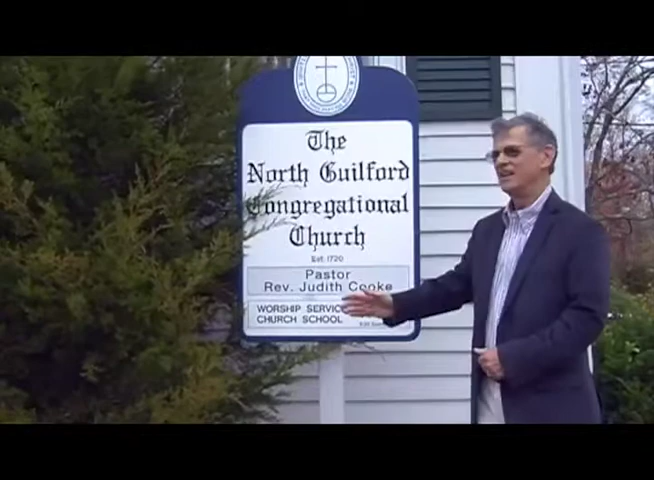 The
North Guilford
Congregational
Church
Est. 1720
Pastor
Rev. Judith Cooke
Worship Service
Church School